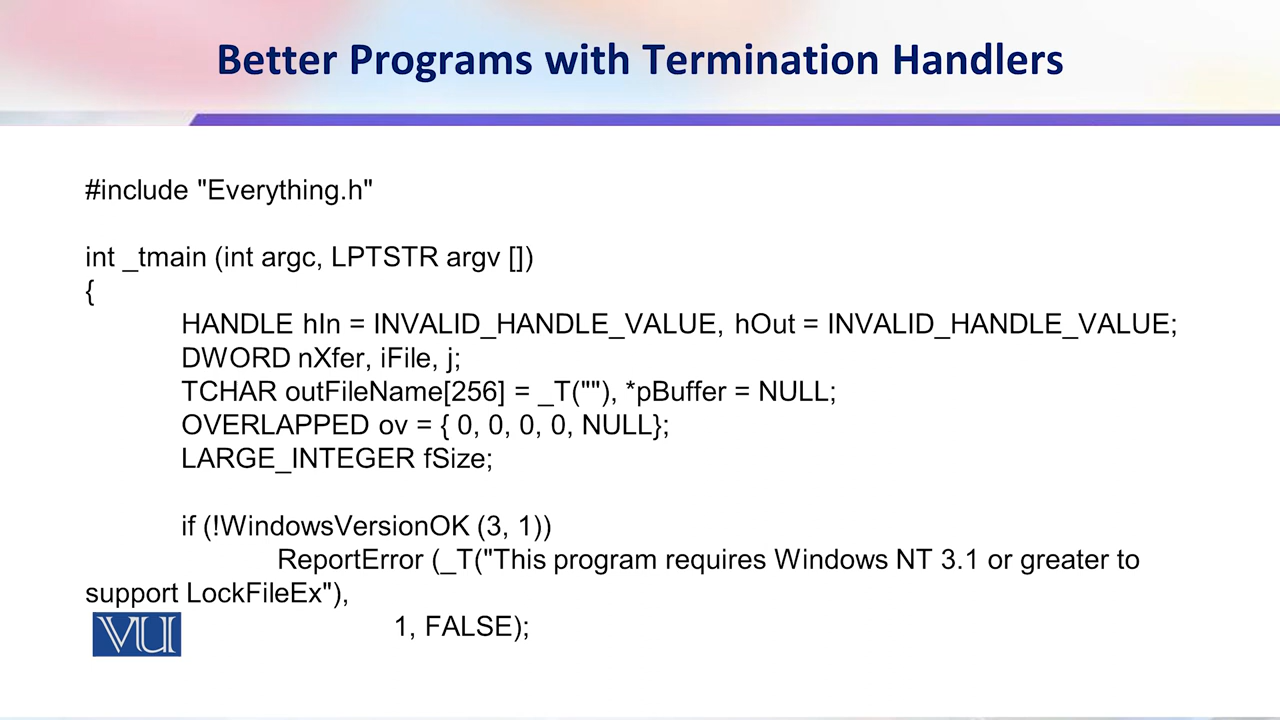 Better Programs with Termination Handlers
#include "Everything.h"
int _tmain (int argc, LPTSTR argv [])
{
HANDLE hIn = INVALID_HANDLE_VALUE, hOut = INVALID_HANDLE_VALUE;
DWORD nXfer, iFile, j;
TCHAR outFileName[256] = _T(""), *pBuffer = NULL;
OVERLAPPED ov = { 0, 0, 0, 0, NULL};
LARGE_INTEGER fSize;
if (!WindowsVersionOK (3, 1))
ReportError (_T("This program requires Windows NT 3.1 or greater to
support LockFileEx"),
1, FALSE);
VU